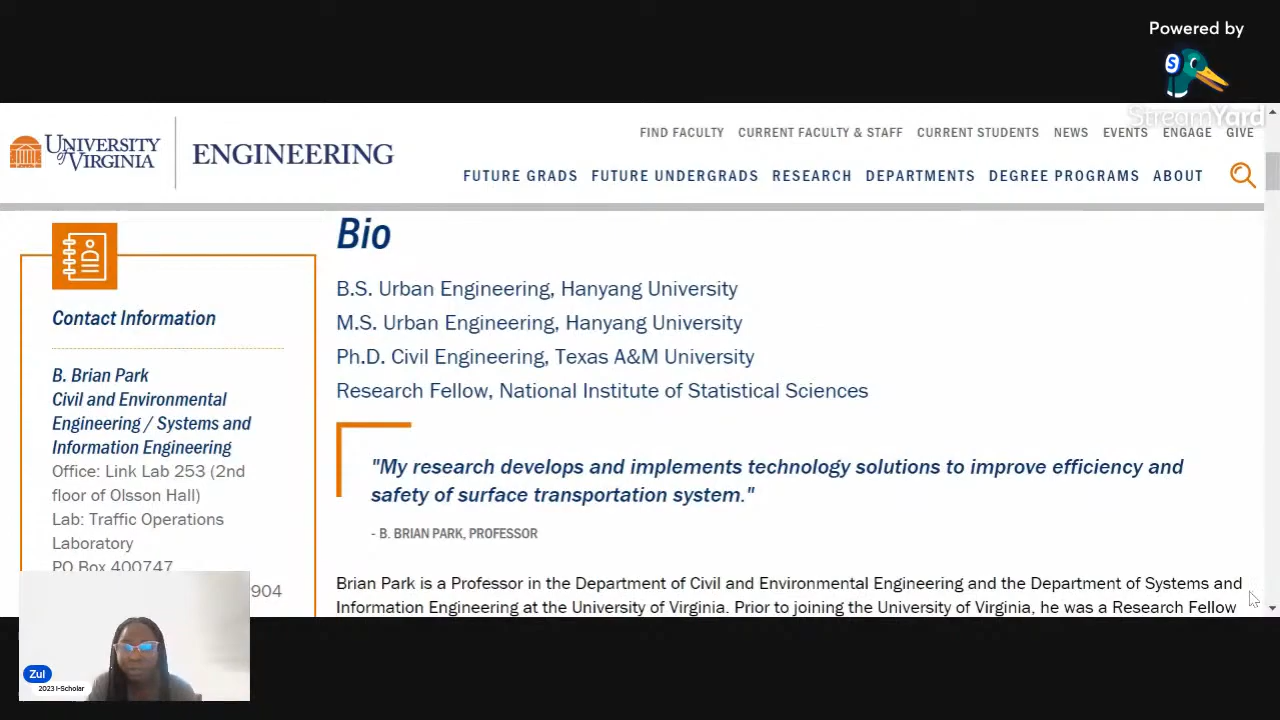 Powered by
S
StreamYard
UNIVERSITY
of VIRGINIA
ENGINEERING
FIND FACULTY CURRENT FACULTY & STAFF CURRENT STUDENTS NEWS EVENTS ENGAGE GIVE
FUTURE GRADS FUTURE UNDERGRADS RESEARCH DEPARTMENTS DEGREE PROGRAMS ABOUT
Contact Information
B. Brian Park
Civil and Environmental
Engineering / Systems and
Information Engineering
Office: Link Lab 253 (2nd
floor of Olsson Hall)
Lab: Traffic Operations
Laboratory
PO Box 400747
904
Bio
B.S. Urban Engineering, Hanyang University
M.S. Urban Engineering, Hanyang University
Ph.D. Civil Engineering, Texas A&M University
Research Fellow, National Institute of Statistical Sciences
"My research develops and implements technology solutions to improve efficiency and
safety of surface transportation system."
- B. BRIAN PARK, PROFESSOR
Brian Park is a Professor in the Department of Civil and Environmental Engineering and the Department of Systems and
Information Engineering at the University of Virginia. Prior to joining the University of Virginia, he was a Research Fellow
Zul
2023 I-Scholar